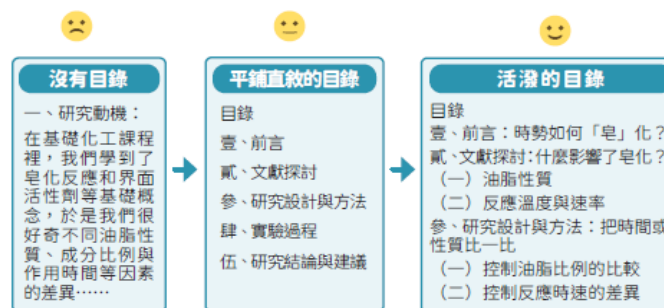 沒有目錄
一、研究動機：
在基礎化工課程
裡，我們學到了
皂化反應和界面
活性劑等基礎概
念，於是我們很
好奇不同油脂性
質、成分比例與
作用時間等因素
的差異……
平鋪直敘的目錄
目錄
壹、前言
貳、文獻探討
參、研究設計與方法
肆、實驗過程
伍、研究結論與建議
活潑的目錄
目錄
壹、前言：時勢如何「皂」化？
貳、文獻探討：什麼影響了皂化？
（一）油脂性質
（二）反應溫度與速率
參、研究設計與方法：把時間或
性質比一比
（一）控制油脂比例的比較
（二）控制反應時速的差異